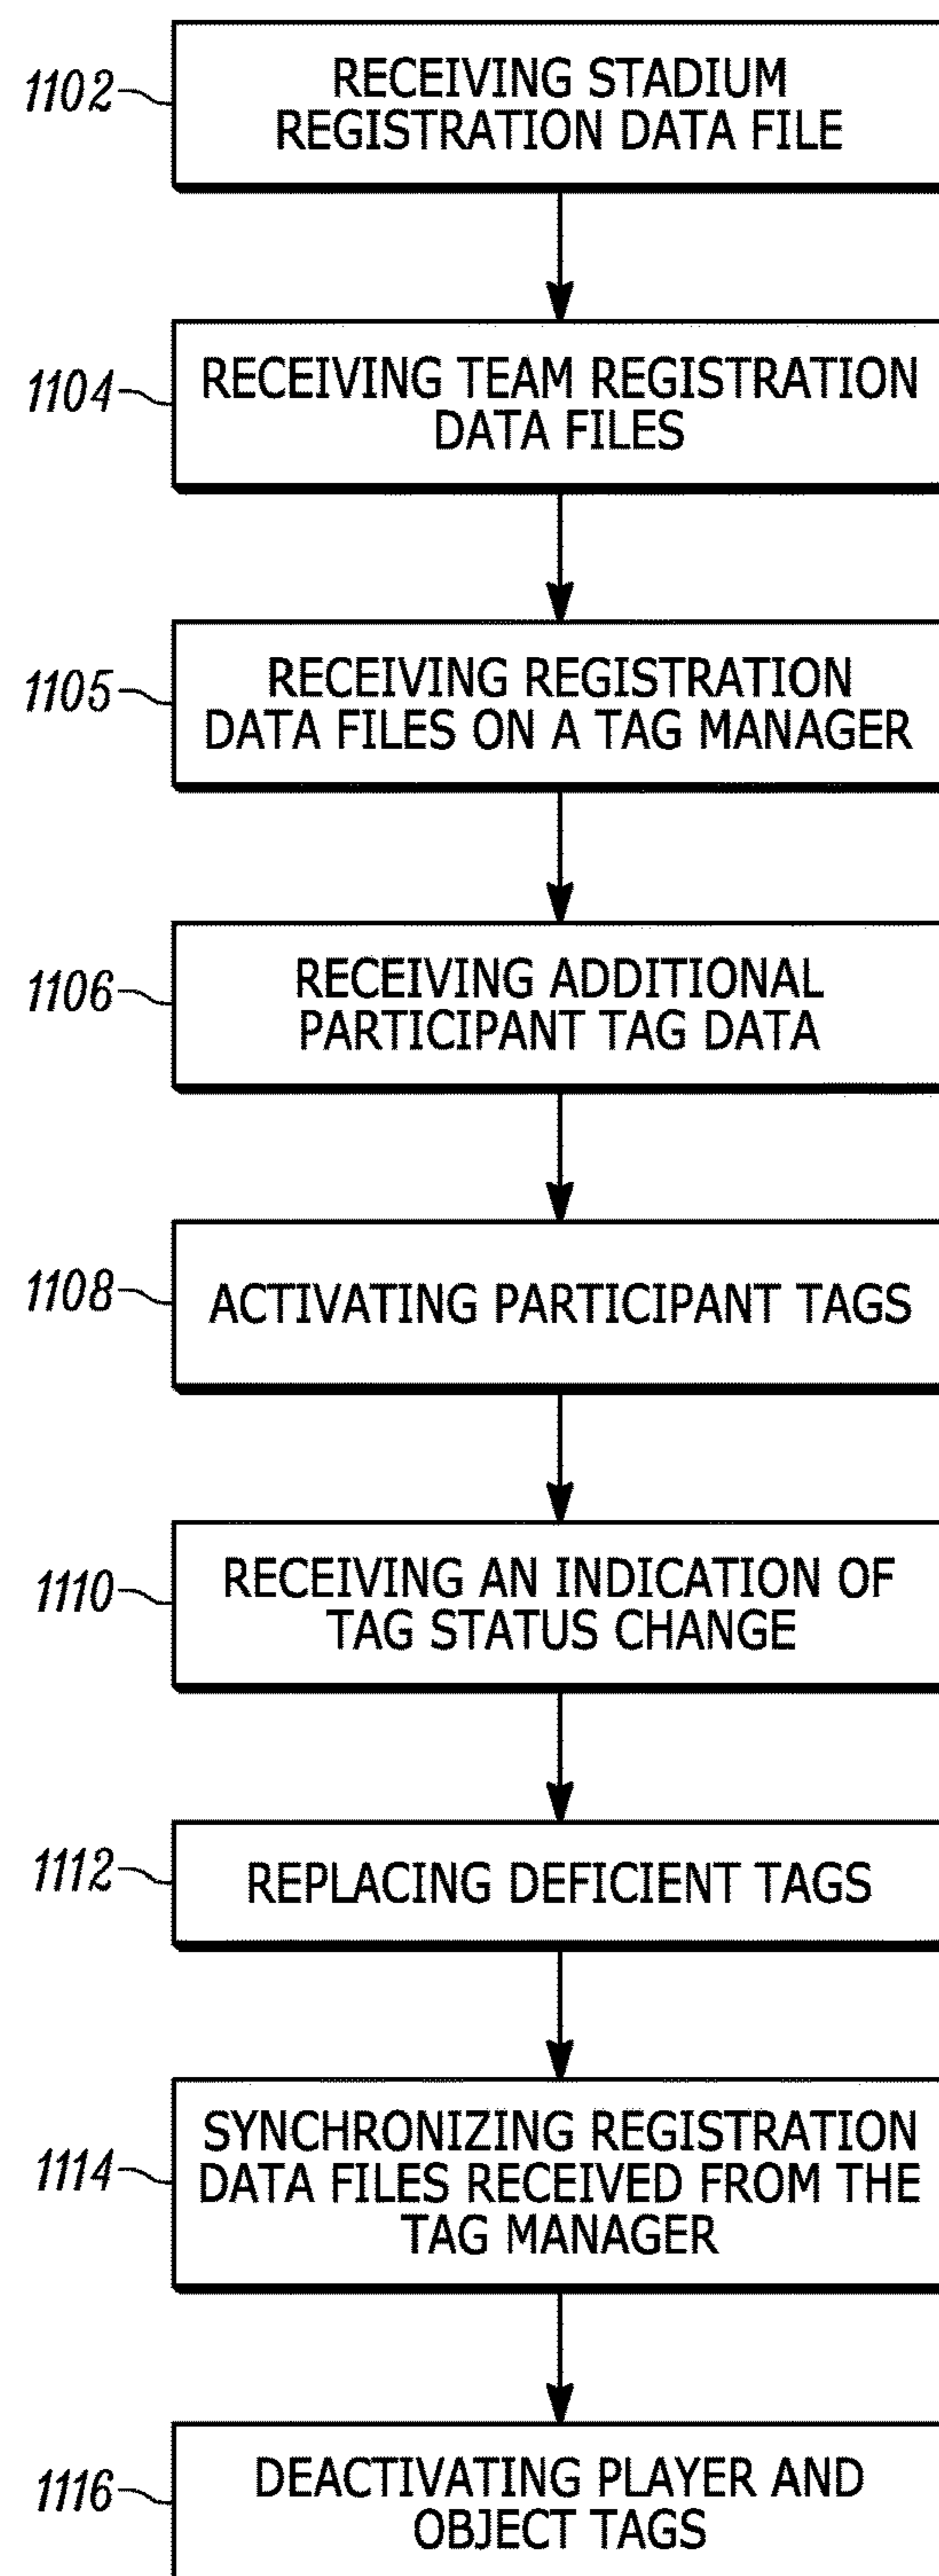 1102
RECEIVING STADIUM
REGISTRATION DATA FILE
1104
RECEIVING TEAM REGISTRATION
DATA FILES
1105
RECEIVING REGISTRATION
DATA FILES ON A TAG MANAGER
1106
RECEIVING ADDITIONAL
PARTICIPANT TAG DATA
1108
ACTIVATING PARTICIPANT TAGS
1110
RECEIVING AN INDICATION OF
TAG STATUS CHANGE
1112
REPLACING DEFICIENT TAGS
1114
SYNCHRONIZING REGISTRATION
DATA FILES RECEIVED FROM THE
TAG MANAGER
1116
DEACTIVATING PLAYER AND
OBJECT TAGS